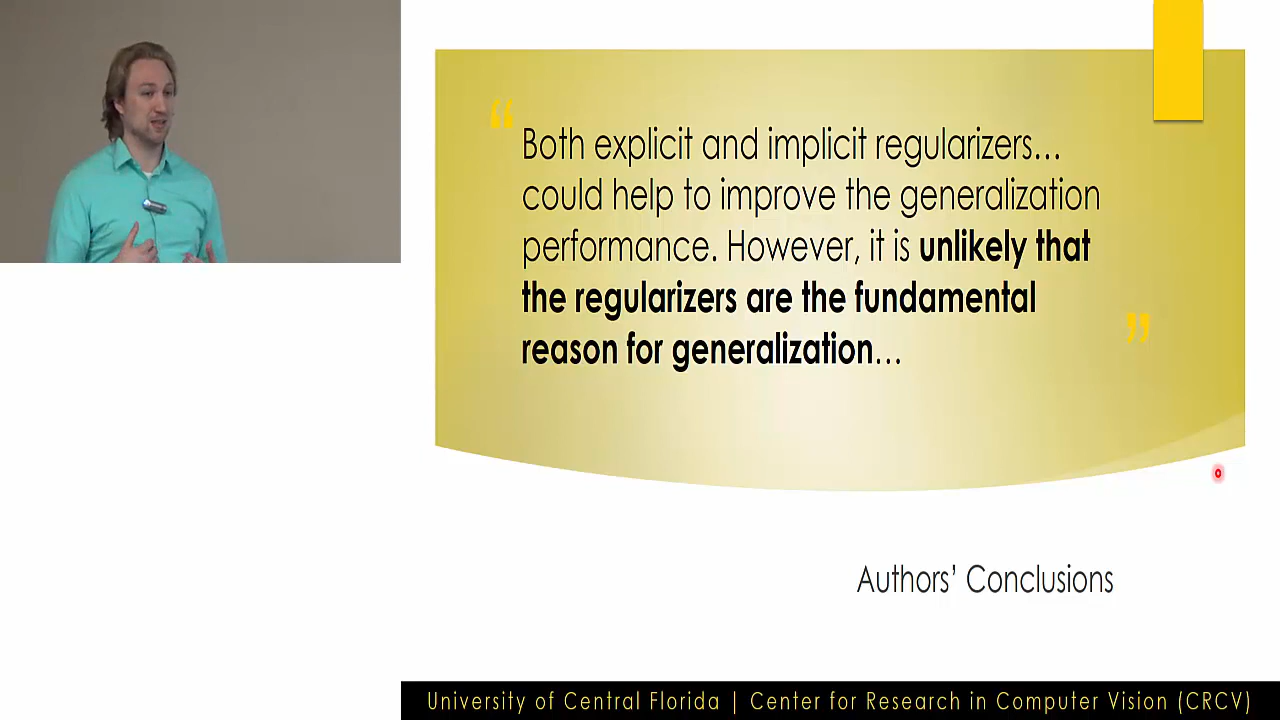 “
Both explicit and implicit regularizers…
could help to improve the generalization
performance. However, it is unlikely that
the regularizers are the fundamental
reason for generalization…
”
Authors’ Conclusions
University of Central Florida | Center for Research in Computer Vision (CRCV)